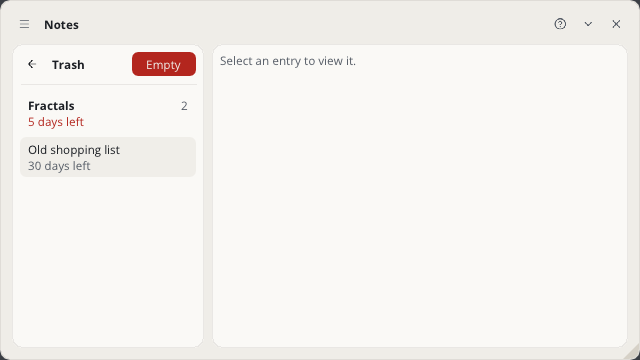 Notes
Trash
Empty
Fractals 2
5 days left
Old shopping list
30 days left
Select an entry to view it.